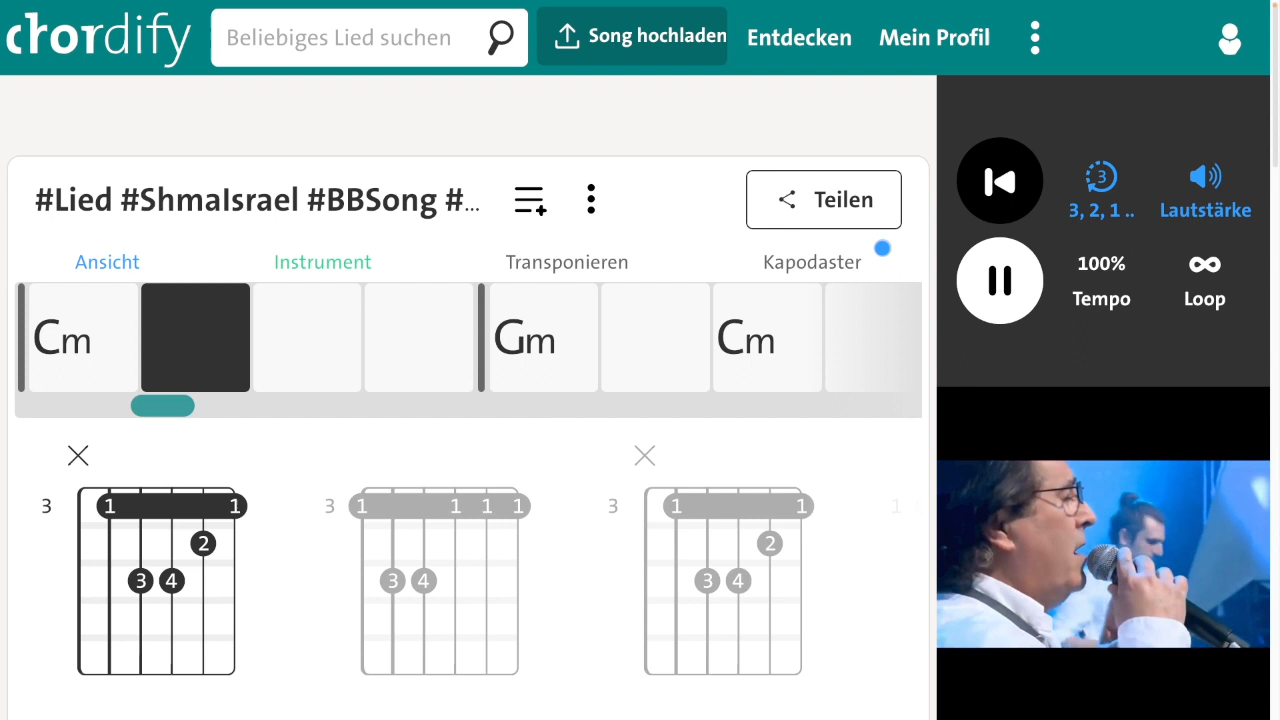 chordify
Beliebiges Lied suchen
Song hochladen
Entdecken
Mein Profil
#Lied #ShmaIsrael #BBSong #...
Teilen
Ansicht
Instrument
Transponieren
Kapodaster
Cm
Gm
Cm
3
3, 2, 1 ..
Lautstärke
100%
Tempo
Loop
3 1 1
2
3 4
3 1 1 1 1
3 4
3 1 1
2
3 4
1